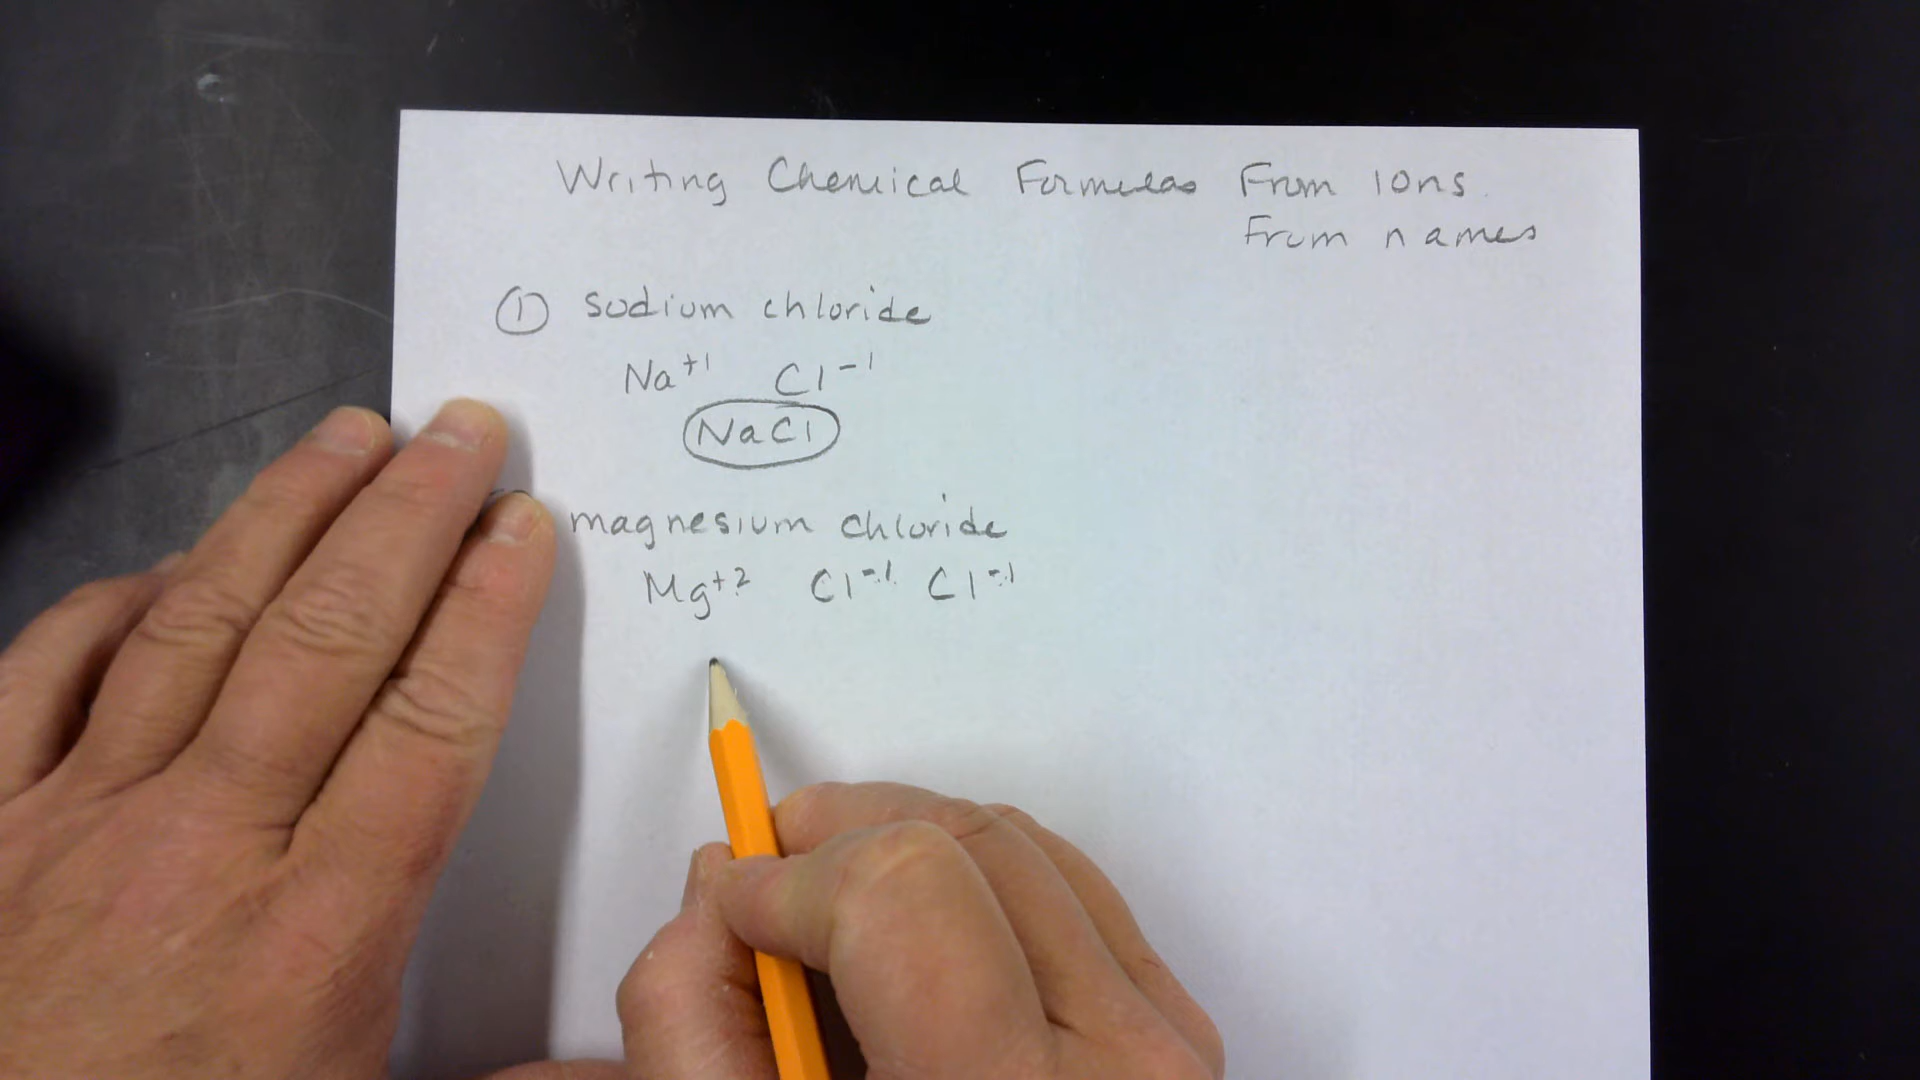 Writing Chemical Formulas From ions.
From names
① sodium chloride
Na⁺¹ Cl⁻¹
NaCl
magnesium chloride
Mg⁺² Cl⁻¹ Cl⁻¹